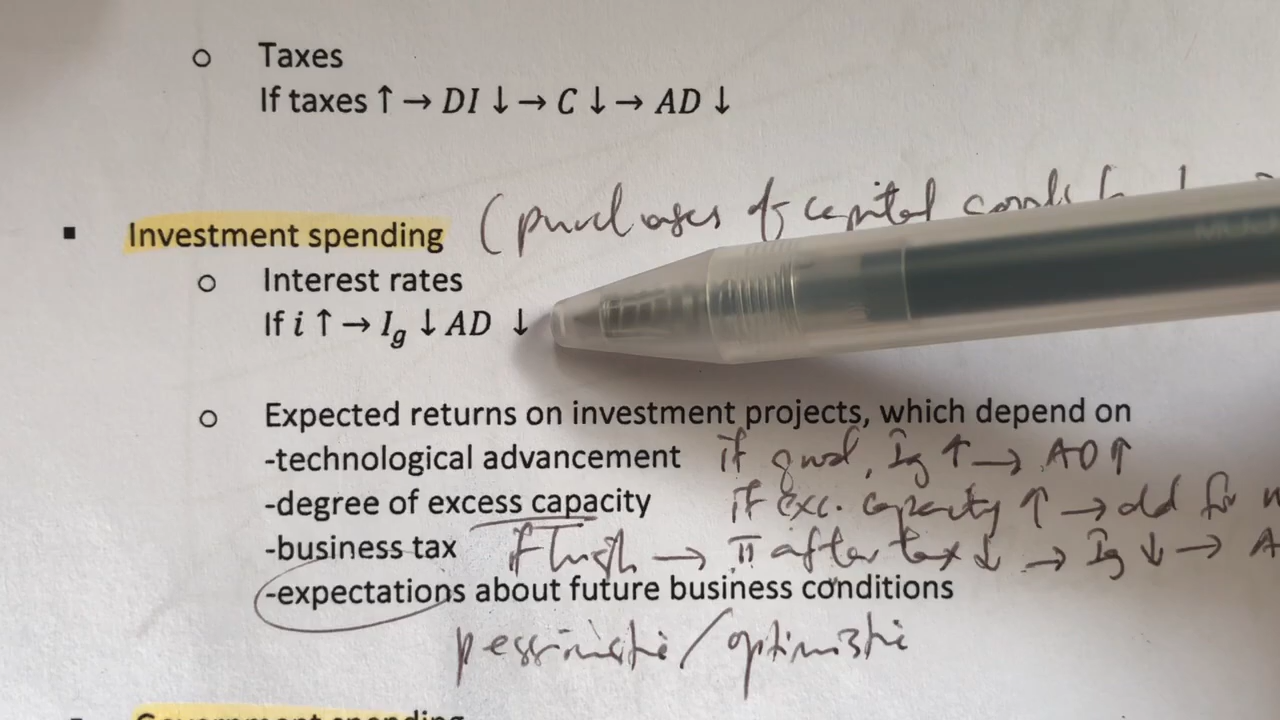 ○ Taxes
If taxes ↑ → DI ↓ → C ↓ → AD ↓
▪ Investment spending (purchases of capital
○ Interest rates
If i ↑ → Ig ↓ AD ↓
○ Expected returns on investment projects, which depend on
-technological advancement if good, Ig ↑ → AD ↑
-degree of excess capacity if exc. capacity ↑ → dd for
-business tax if high → π after tax ↓ → Ig ↓ → A
-expectations about future business conditions
pessimistic/optimistic
Government spending